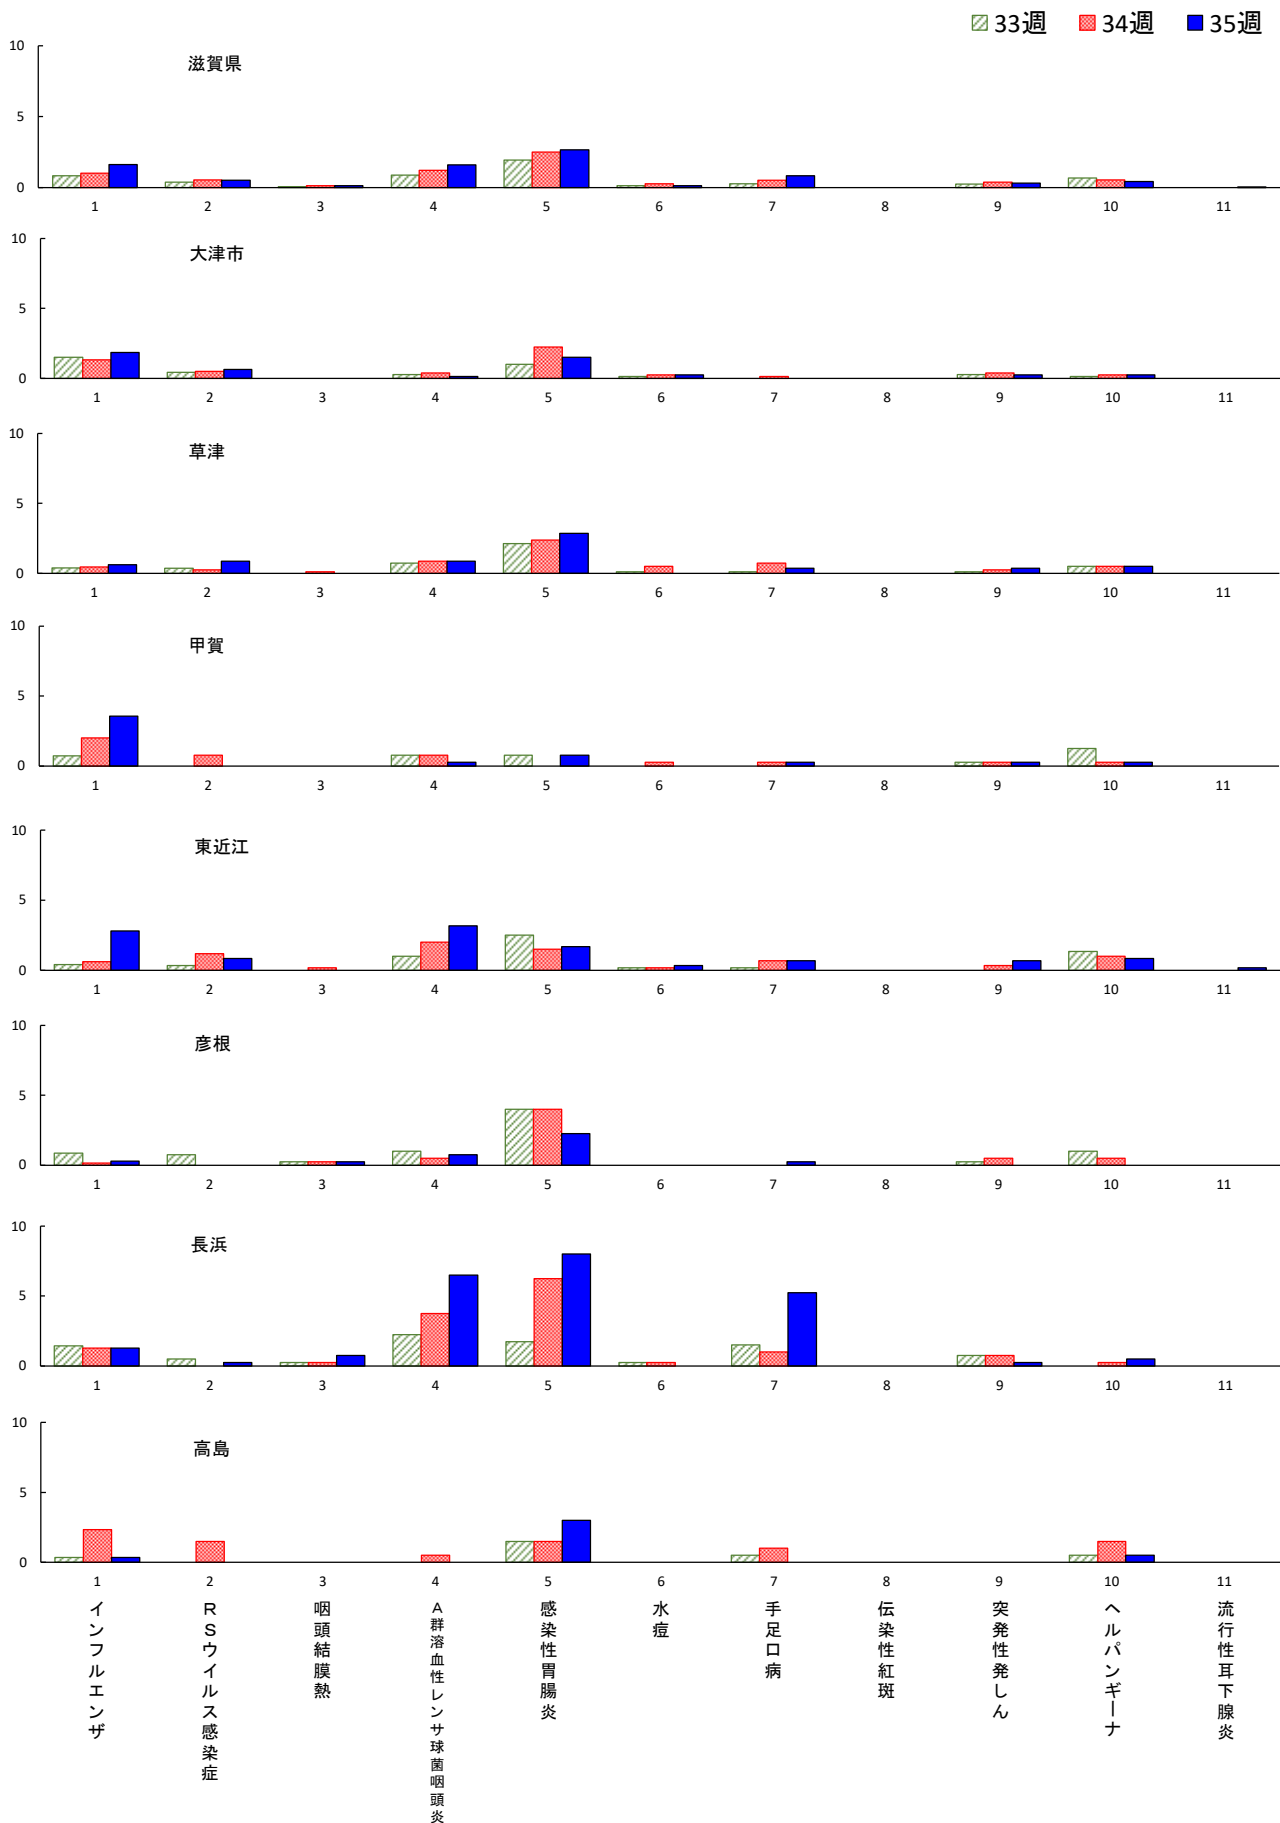 33週 34週 35週
滋賀県
10
5
0
1 2 3 4 5 6 7 8 9 10 11
大津市
10
5
0
1 2 3 4 5 6 7 8 9 10 11
草津
10
5
0
1 2 3 4 5 6 7 8 9 10 11
甲賀
10
5
0
1 2 3 4 5 6 7 8 9 10 11
東近江
10
5
0
1 2 3 4 5 6 7 8 9 10 11
彦根
10
5
0
1 2 3 4 5 6 7 8 9 10 11
長浜
10
5
0
1 2 3 4 5 6 7 8 9 10 11
高島
10
5
0
1 2 3 4 5 6 7 8 9 10 11
インフルエンザ
RSウイルス感染症
咽頭結膜熱
A群溶血性レンサ球菌咽頭炎
感染性胃腸炎
水痘
手足口病
伝染性紅斑
突発性発しん
ヘルパンギーナ
流行性耳下腺炎